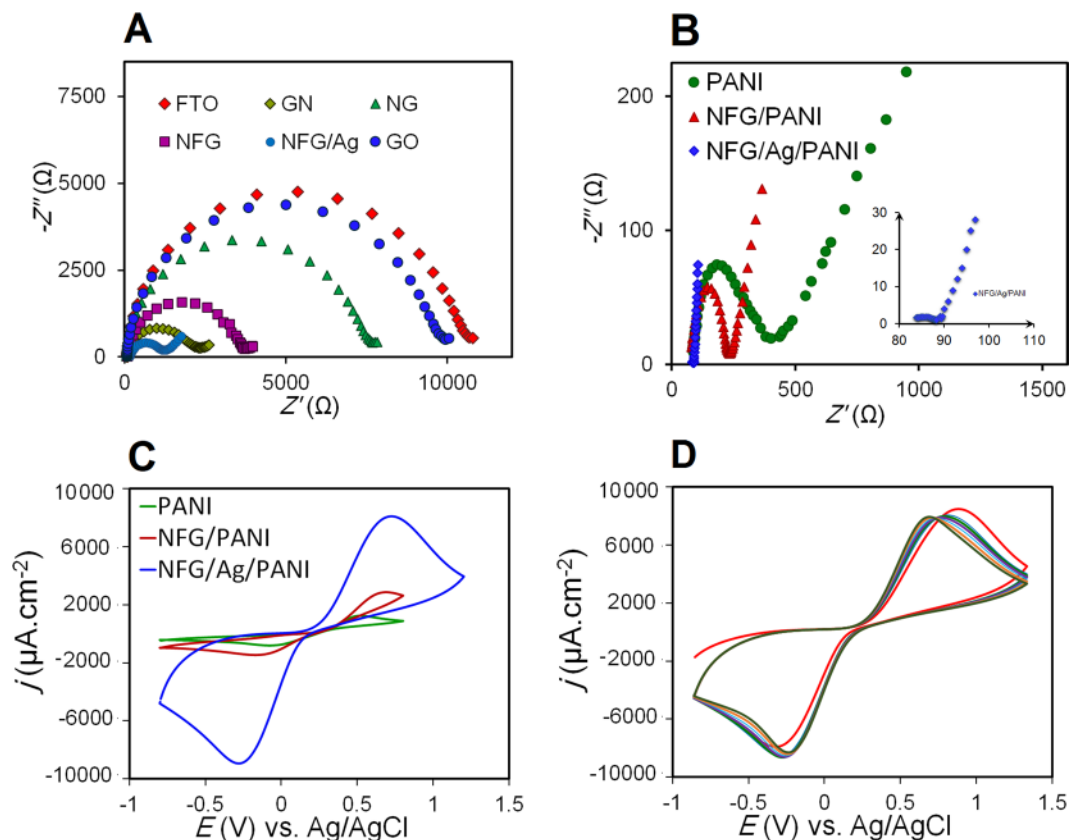 A
-Z″(Ω)
7500
5000
2500
0
FTO GN NG
NFG NFG/Ag GO
0 5000 10000
Z′(Ω)
B
-Z″(Ω)
200
100
0
PANI
NFG/PANI
NFG/Ag/PANI
30
20
10
0
NFG/Ag/PANI
80 90 100 110
0 500 1000 1500
Z′(Ω)
C
j (µA.cm-2)
10000
6000
2000
-2000
-6000
-10000
PANI
NFG/PANI
NFG/Ag/PANI
-1 -0.5 0 0.5 1 1.5
E (V) vs. Ag/AgCl
D
j (µA.cm-2)
10000
6000
2000
-2000
-6000
-10000
-1 -0.5 0 0.5 1 1.5
E (V) vs. Ag/AgCl